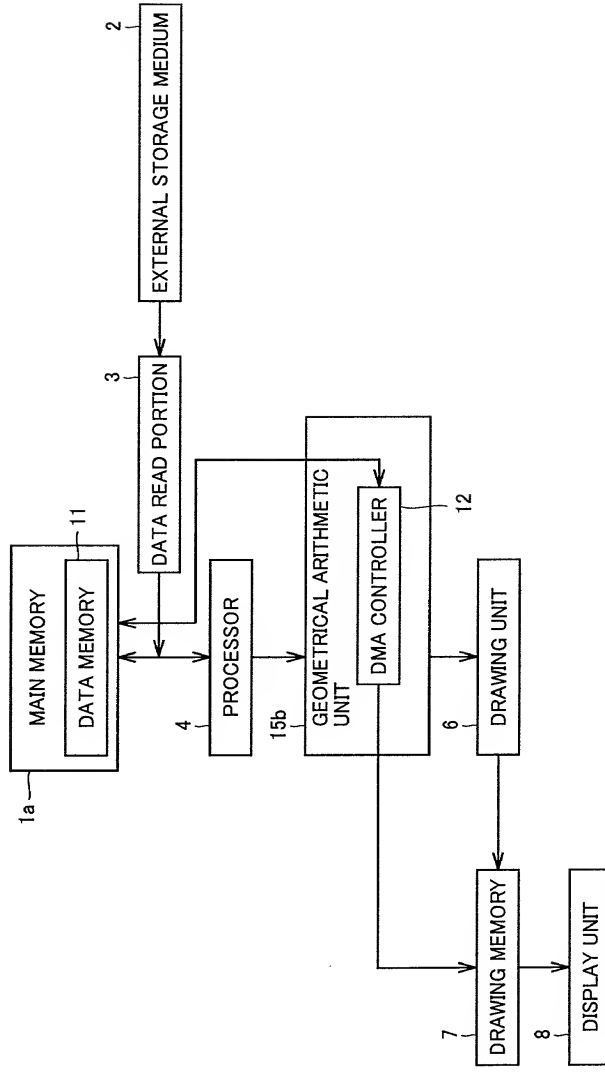 1a
MAIN MEMORY
DATA MEMORY
11
3
DATA READ PORTION
2
EXTERNAL STORAGE MEDIUM
4
PROCESSOR
15b
GEOMETRICAL ARITHMETIC
UNIT
DMA CONTROLLER
12
6
DRAWING UNIT
7
DRAWING MEMORY
8
DISPLAY UNIT